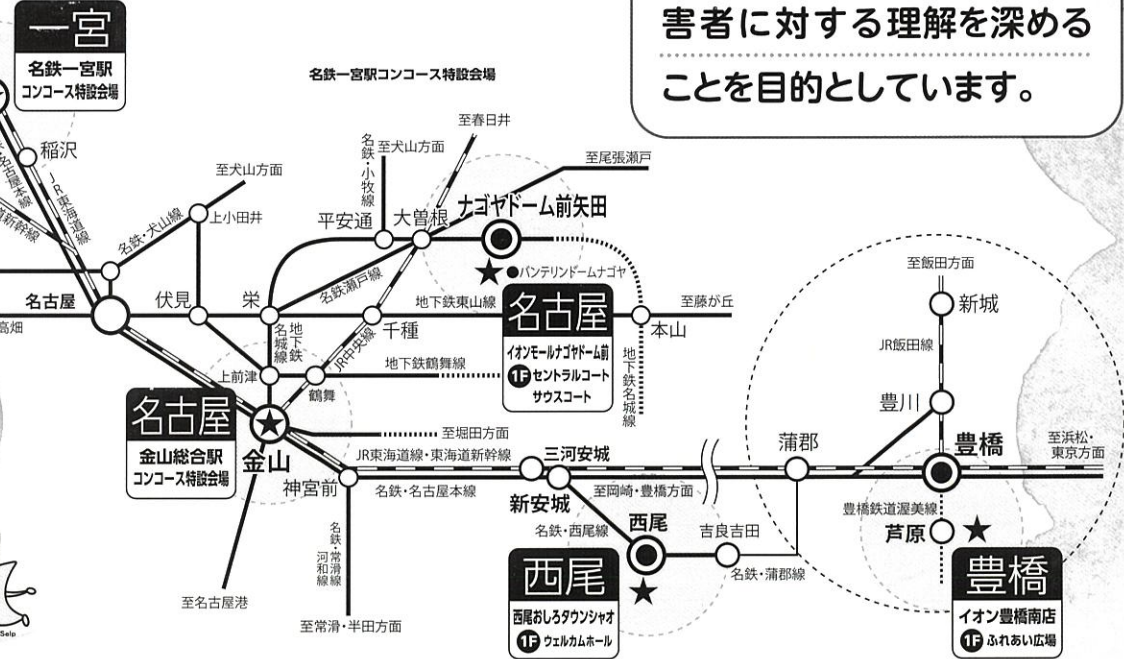 害者に対する理解を深める
ことを目的としています。
一宮
名鉄一宮駅
コンコース特設会場
名鉄一宮駅コンコース特設会場
稲沢
名古屋本線
JR東海道線
新幹線
至犬山方面
名鉄・犬山線
上小田井
名鉄・小牧線
至犬山方面
至春日井
至尾張瀬戸
平安通
大曽根
ナゴヤドーム前矢田
●バンテリンドームナゴヤ
名鉄瀬戸線
名古屋
高畑
伏見
栄
地下鉄東山線
千種
本山
至藤が丘
地下鉄名城線
名古屋
イオンモールナゴヤドーム前
1F セントラルコート
サウスコート
地下鉄
名城線
JR中央線
上前津
鶴舞
地下鉄鶴舞線
名古屋
金山総合駅
コンコース特設会場
金山
至堀田方面
神宮前
JR東海道線・東海道新幹線
名鉄・名古屋本線
三河安城
新安城
至岡崎・豊橋方面
名鉄・西尾線
西尾
吉良吉田
名鉄・蒲郡線
西尾
西尾おしろタウンシャオ
1F ウェルカムホール
名鉄・常滑線
河和線
至名古屋港
至常滑・半田方面
至飯田方面
新城
JR飯田線
豊川
蒲郡
豊橋
至浜松・
東京方面
豊橋鉄道渥美線
芦原
豊橋
イオン豊橋南店
1F ふれあい広場
Selp